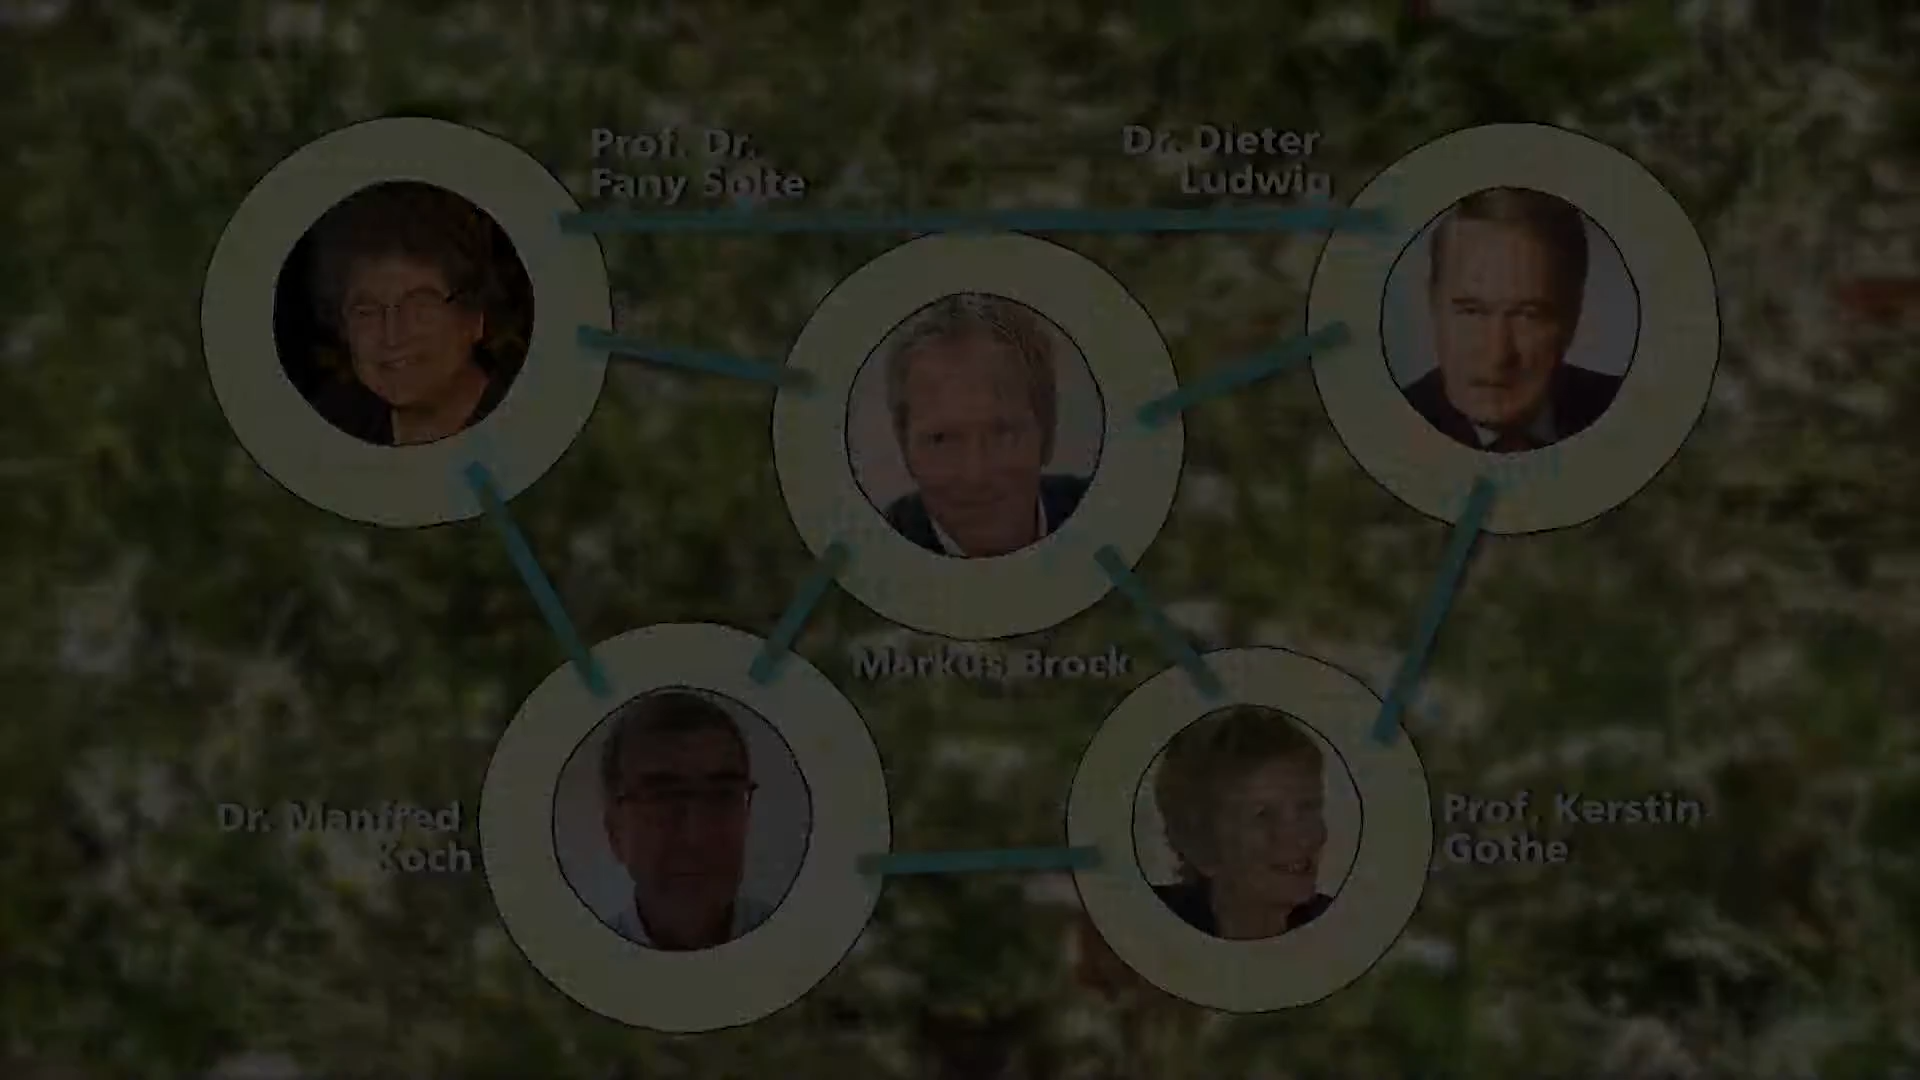 Prof. Dr.
Fany Solte
Dr. Dieter
Ludwig
Markus Brock
Dr. Manfred
Koch
Prof. Kerstin
Gothe